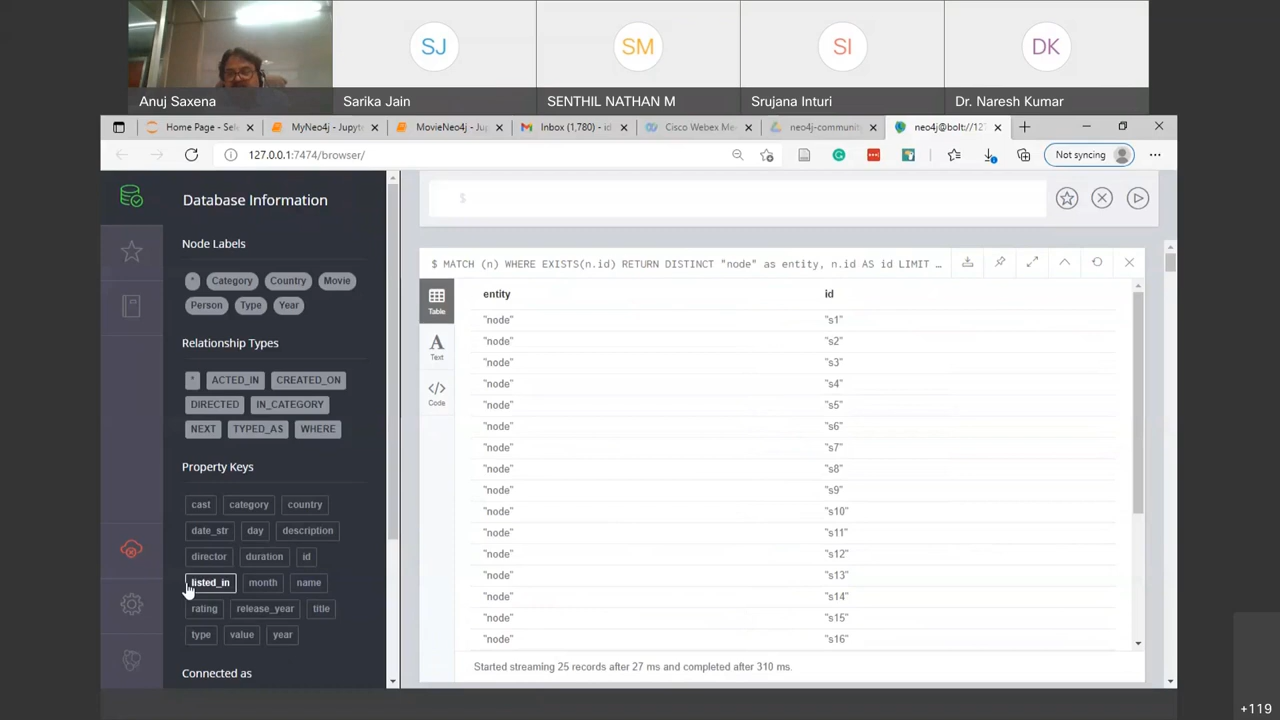 SJ
SM
SI
DK
Anuj Saxena
Sarika Jain
SENTHIL NATHAN M
Srujana Inturi
Dr. Naresh Kumar
Home Page - Sele
MyNeo4j - Jupyte
MovieNeo4j - Jup
Inbox (1,780) - id
Cisco Webex Me
neo4j-communit
neo4j@bolt://127
127.0.0.1:7474/browser/
Not syncing
Database Information
Node Labels
* Category Country Movie
Person Type Year
Relationship Types
* ACTED_IN CREATED_ON
DIRECTED IN_CATEGORY
NEXT TYPED_AS WHERE
Property Keys
cast category country
date_str day description
director duration id
listed_in month name
rating release_year title
type value year
Connected as
$
$ MATCH (n) WHERE EXISTS(n.id) RETURN DISTINCT "node" as entity, n.id AS id LIMIT …
Table
Text
Code
entity id
"node" "s1"
"node" "s2"
"node" "s3"
"node" "s4"
"node" "s5"
"node" "s6"
"node" "s7"
"node" "s8"
"node" "s9"
"node" "s10"
"node" "s11"
"node" "s12"
"node" "s13"
"node" "s14"
"node" "s15"
"node" "s16"
Started streaming 25 records after 27 ms and completed after 310 ms.
+119